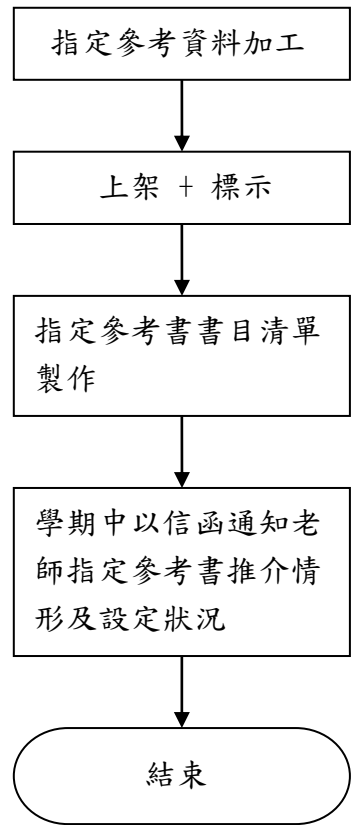 指定參考資料加工
上架 + 標示
指定參考書書目清單
製作
學期中以信函通知老
師指定參考書推介情
形及設定狀況
結束